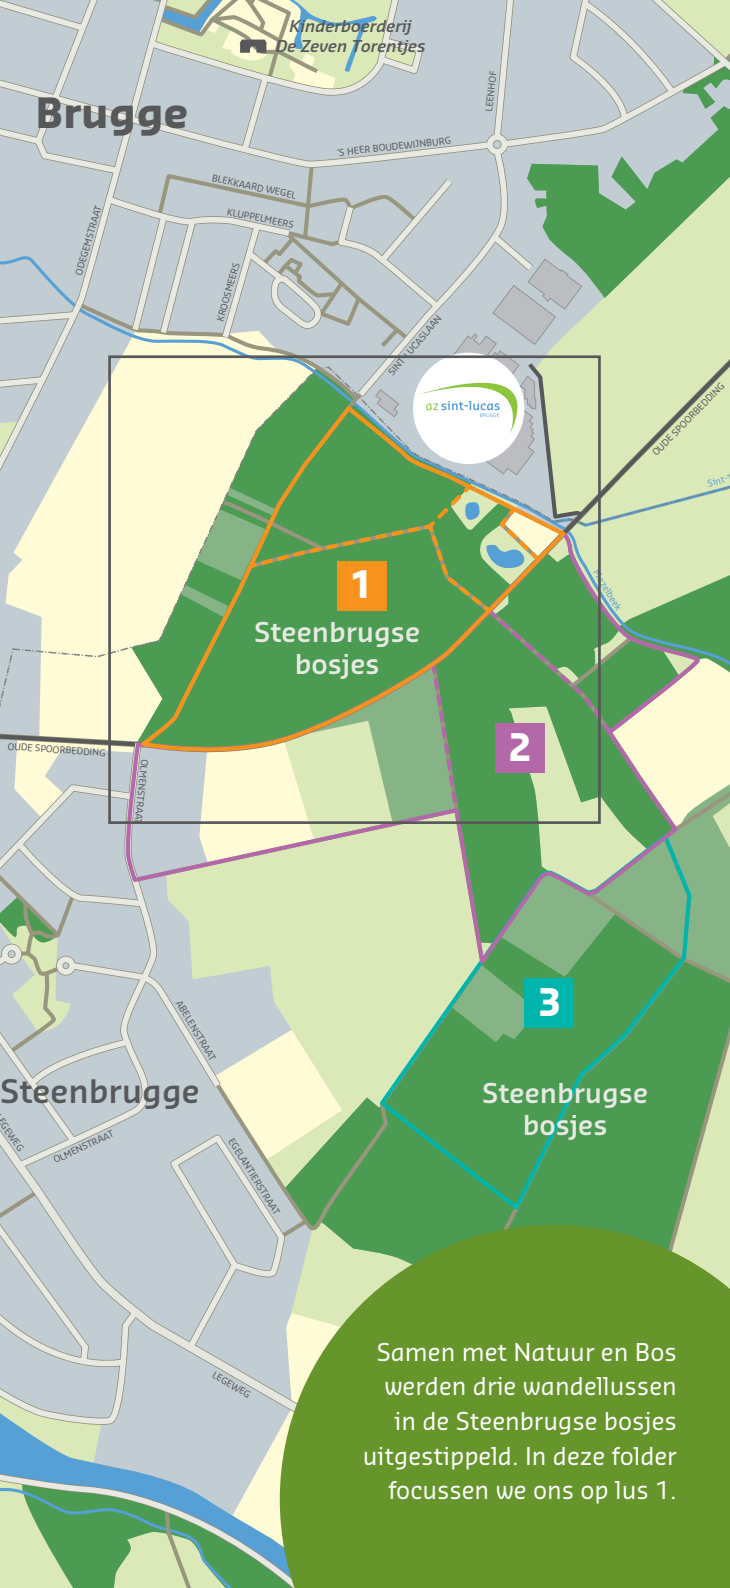 Kinderboerderij
De Zeven Torentjes
Brugge
LEENHOF
'S HEER BOUDEWIJNBURG
BLEKKAARD WEGEL
KLUPPELMEERS
ODEGEMSTRAAT
KROOSMEERS
SINT-LUCASLAAN
az sint-lucas
BRUGGE
OUDE SPOORBEDDING
Sint-
1
Steenbrugse
bosjes
2
OUDE SPOORBEDDING
OLMENSTRAAT
3
ABELENSTRAAT
Steenbrugge
Steenbrugse
bosjes
LEGEWEG
OLMENSTRAAT
EGELANTIERSTRAAT
LEGEWEG
Samen met Natuur en Bos
werden drie wandellussen
in de Steenbrugse bosjes
uitgestippeld. In deze folder
focussen we ons op lus 1.